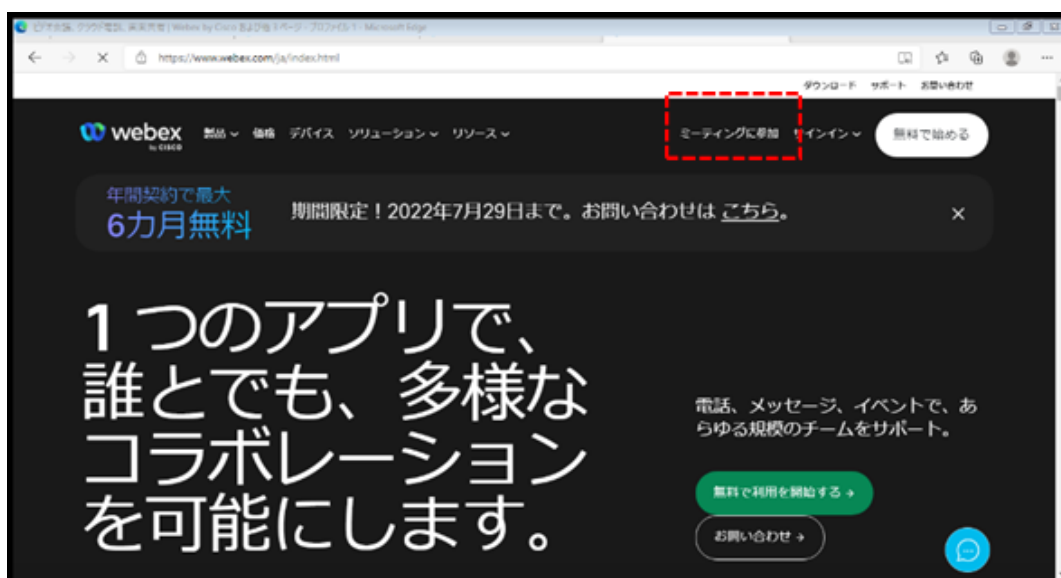 https://www.webex.com/ja/index.html
ダウンロード サポート お問い合わせ
webex 製品 価格 デバイス ソリューション リソース ミーティングに参加 サインイン 無料で始める
by CISCO
年間契約で最大
6カ月無料
期間限定！2022年7月29日まで。お問い合わせは こちら。
1 つのアプリで、
誰とでも、多様な
コラボレーション
を可能にします。
電話、メッセージ、イベントで、あ
らゆる規模のチームをサポート。
無料で利用を開始する →
お問い合わせ →